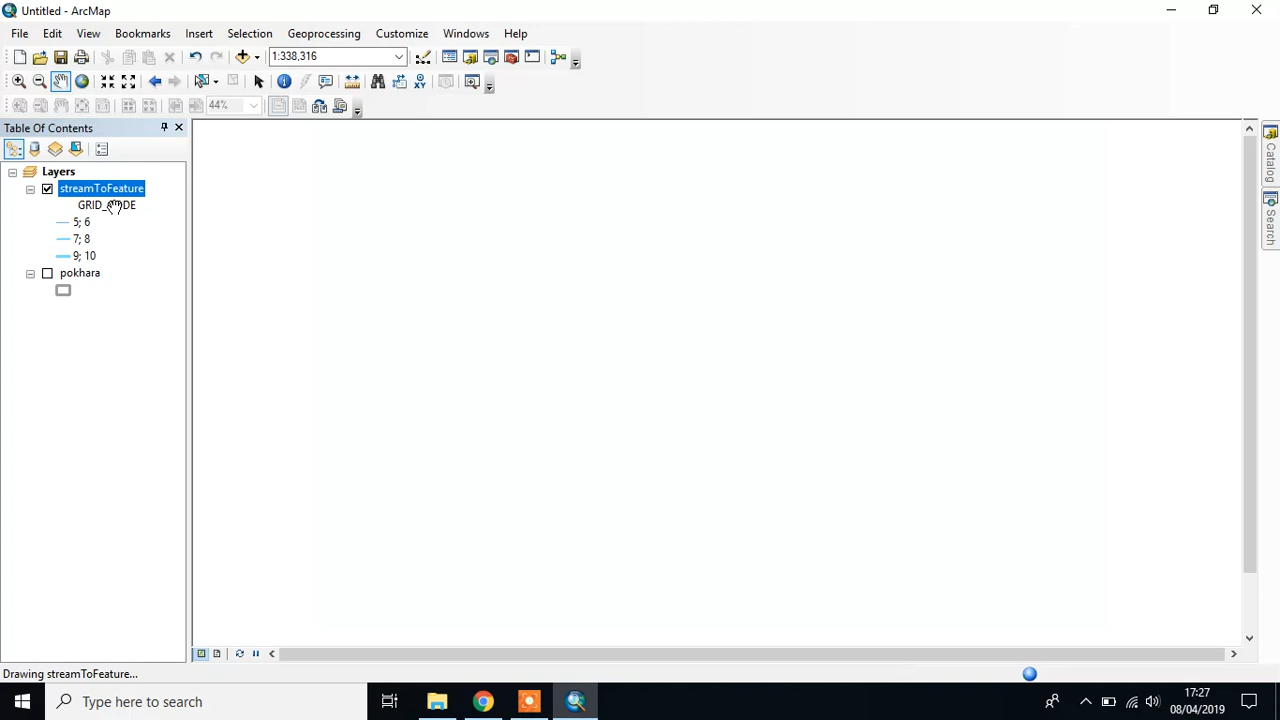 Untitled - ArcMap
File Edit View Bookmarks Insert Selection Geoprocessing Customize Windows Help
1:338,316
XY
44%
Table Of Contents
Layers
streamToFeature
5; 6
7; 8
9; 10
pokhara
Catalog
Search
Drawing streamToFeature...
Type here to search
17:27
08/04/2019